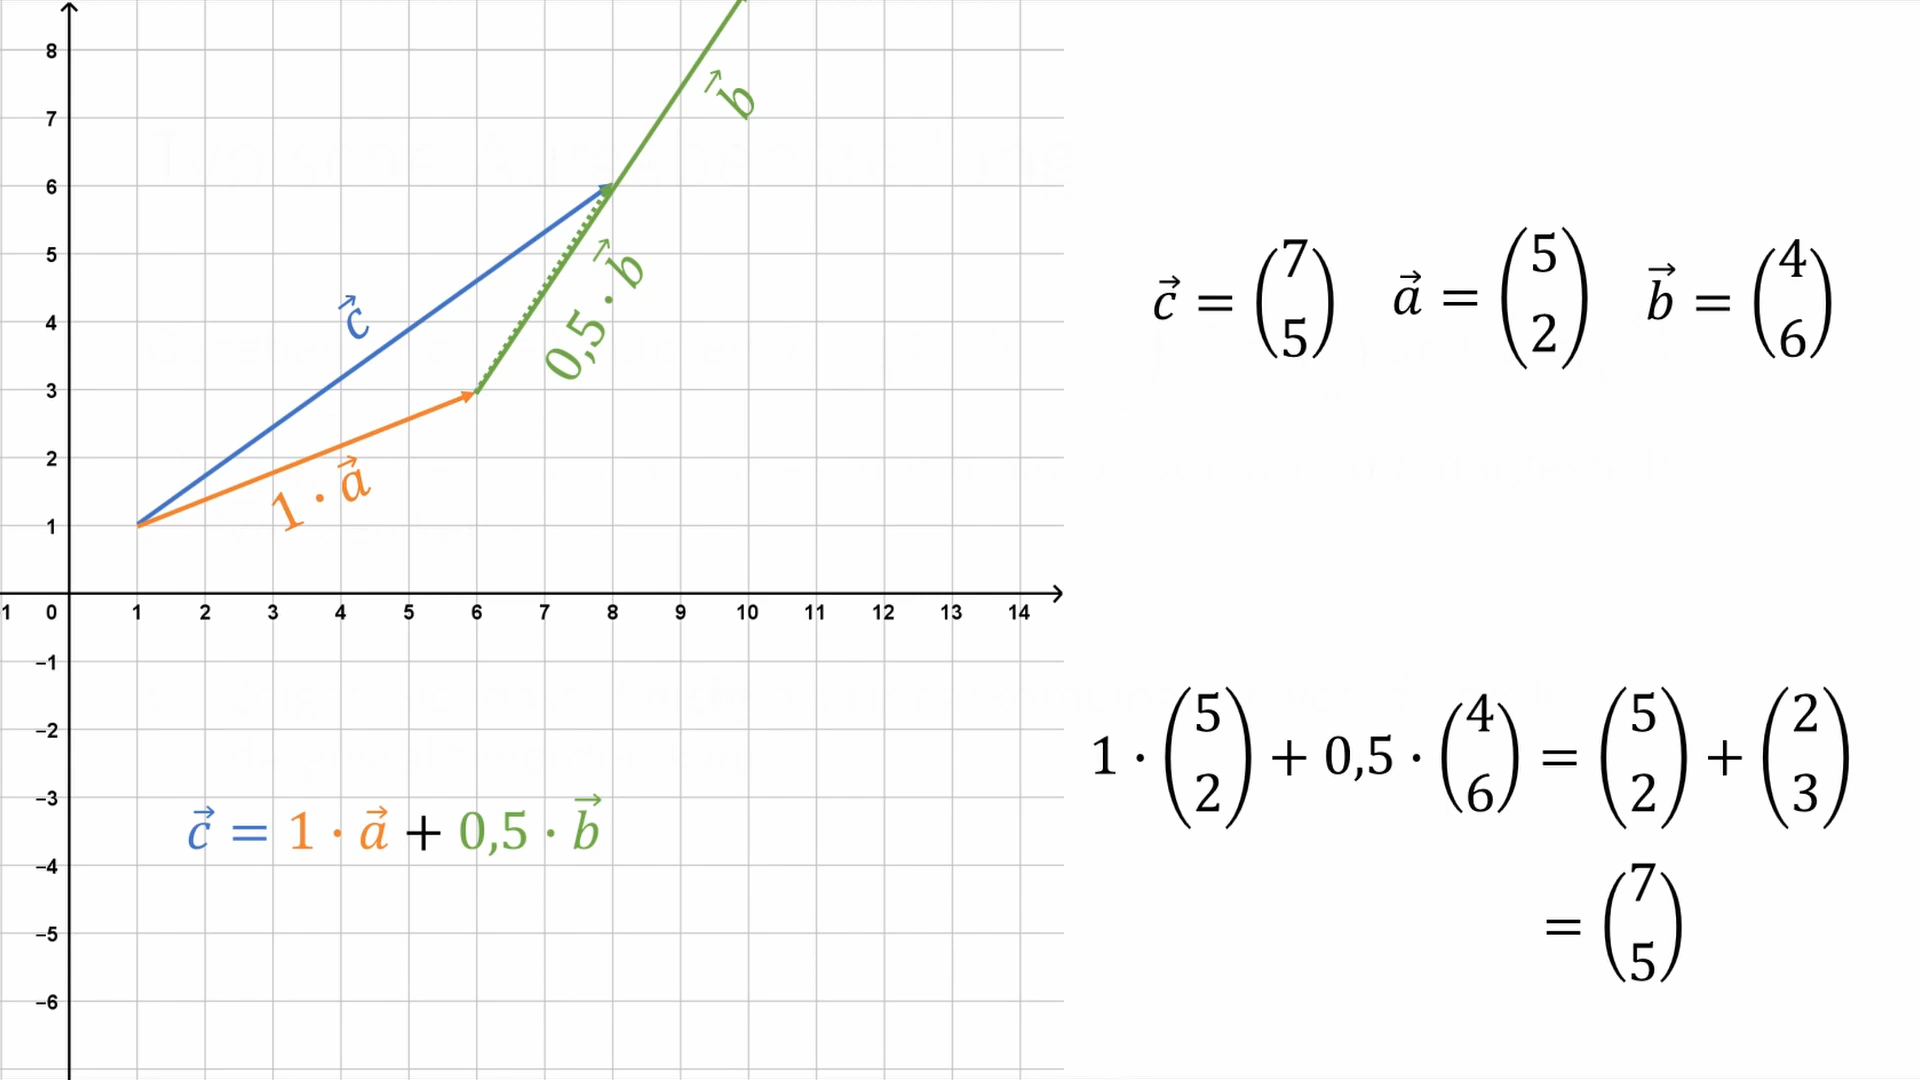 8
7
6
5
4
3
2
1
0
1 2 3 4 5 6 7 8 9 10 11 12 13 14
−1
−2
−3
−4
−5
−6
b⃗
0,5 · b⃗
c⃗
1 · a⃗
c⃗ = 1 · a⃗ + 0,5 · b⃗
c⃗ = (7 5) a⃗ = (5 2) b⃗ = (4 6)
1 · (5 2) + 0,5 · (4 6) = (5 2) + (2 3)
= (7 5)